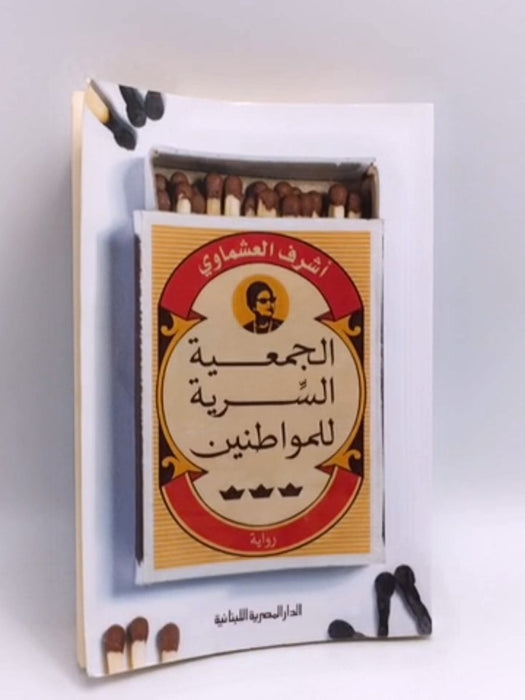 أشرف العشماوي
الجمعية
السرية
للمواطنين
رواية
الدار المصرية اللبنانية